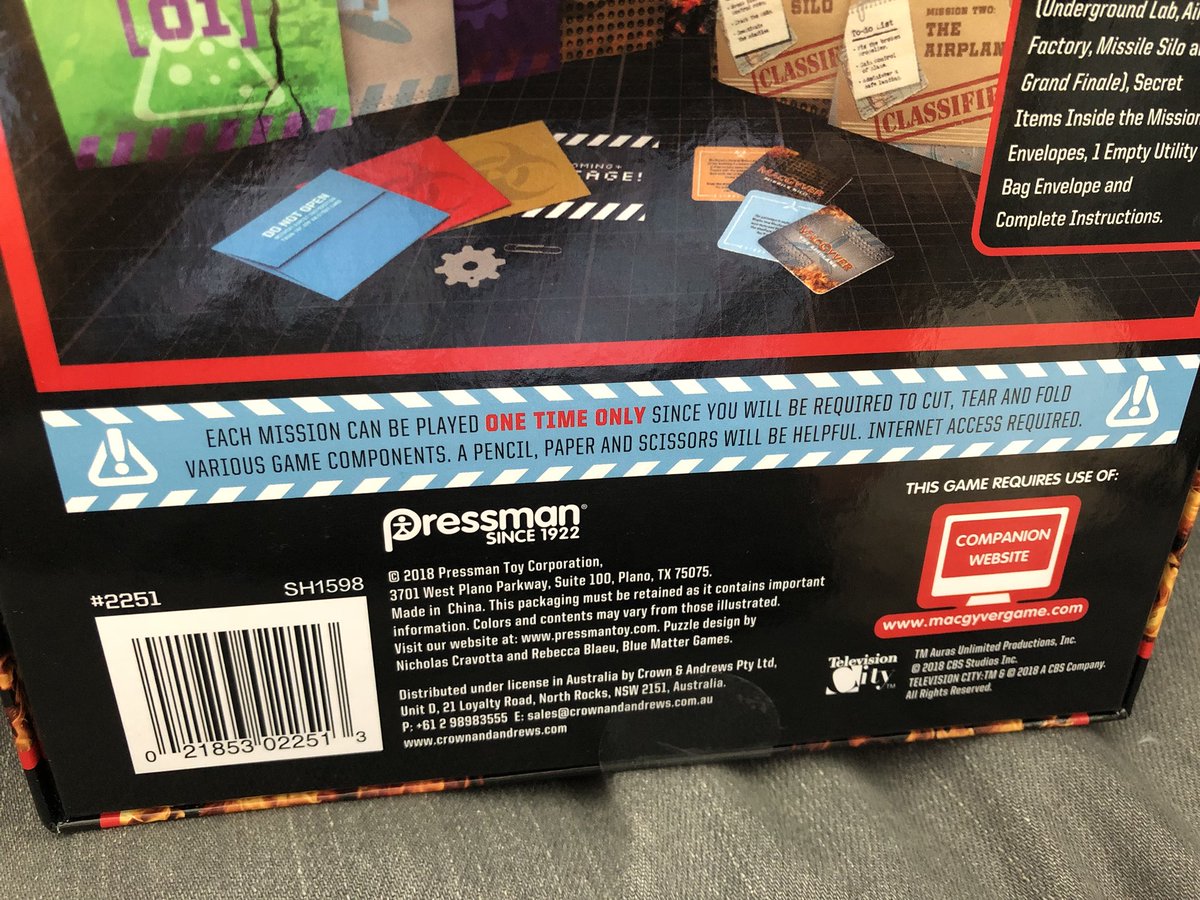 [01]
SILO
MISSION TWO:
THE
To-do List
CLASSIFIED
(Underground Lab,
Factory, Missile Silo
Grand Finale), Secret
Items Inside the Mission
Envelopes, 1 Empty Utility
Bag Envelope and
Complete Instructions.
DO NOT OPEN
MACGYVER
MISSILE SILO
MACGYVER
EACH MISSION CAN BE PLAYED ONE TIME ONLY SINCE YOU WILL BE REQUIRED TO CUT, TEAR AND FOLD
VARIOUS GAME COMPONENTS. A PENCIL, PAPER AND SCISSORS WILL BE HELPFUL. INTERNET ACCESS REQUIRED.
pressman®
SINCE 1922
© 2018 Pressman Toy Corporation,
3701 West Plano Parkway, Suite 100, Plano, TX 75075.
Made in China. This packaging must be retained as it contains important
information. Colors and contents may vary from those illustrated.
Visit our website at: www.pressmantoy.com. Puzzle design by
Nicholas Cravotta and Rebecca Blaeu, Blue Matter Games.
Distributed under license in Australia by Crown & Andrews Pty Ltd,
Unit D, 21 Loyalty Road, North Rocks, NSW 2151, Australia.
P: +61 2 98983555 E: sales@crownandandrews.com.au
www.crownandandrews.com
#2251 SH1598
0 21853 02251 3
THIS GAME REQUIRES USE OF:
COMPANION
WEBSITE
www.macgyvergame.com
Television
City™
TM Auras Unlimited Productions, Inc.
© 2018 CBS Studios Inc.
TELEVISION CITY:TM & © 2018 A CBS Company.
All Rights Reserved.